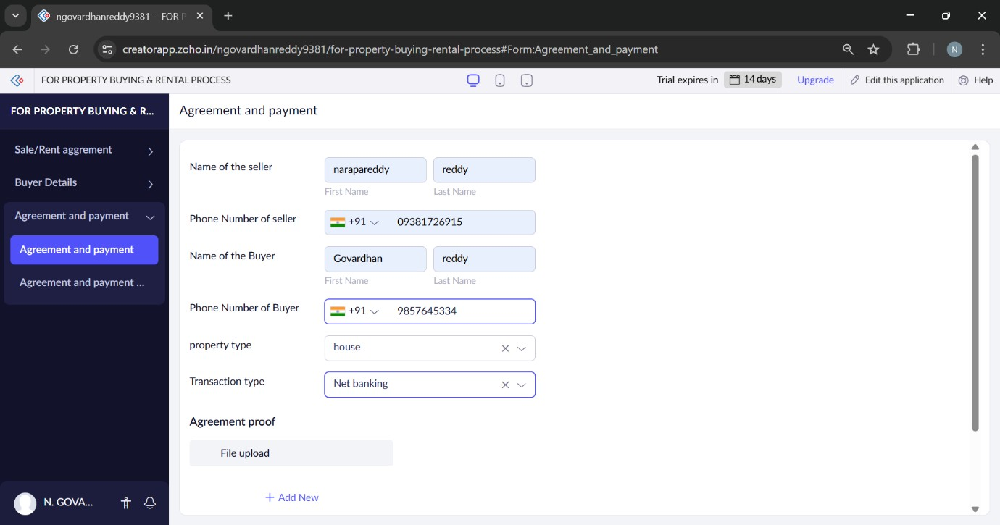 ngovardhanreddy9381 - FOR P
creatorapp.zoho.in/ngovardhanreddy9381/for-property-buying-rental-process#Form:Agreement_and_payment
N
FOR PROPERTY BUYING & RENTAL PROCESS
Trial expires in 14 days Upgrade Edit this application Help
FOR PROPERTY BUYING & R...
Agreement and payment
Sale/Rent aggrement
Buyer Details
Agreement and payment
Agreement and payment
Agreement and payment ...
Name of the seller narapareddy reddy
First Name Last Name
Phone Number of seller +91 09381726915
Name of the Buyer Govardhan reddy
First Name Last Name
Phone Number of Buyer +91 9857645334
property type house
Transaction type Net banking
Agreement proof
File upload
+ Add New
N. GOVA...